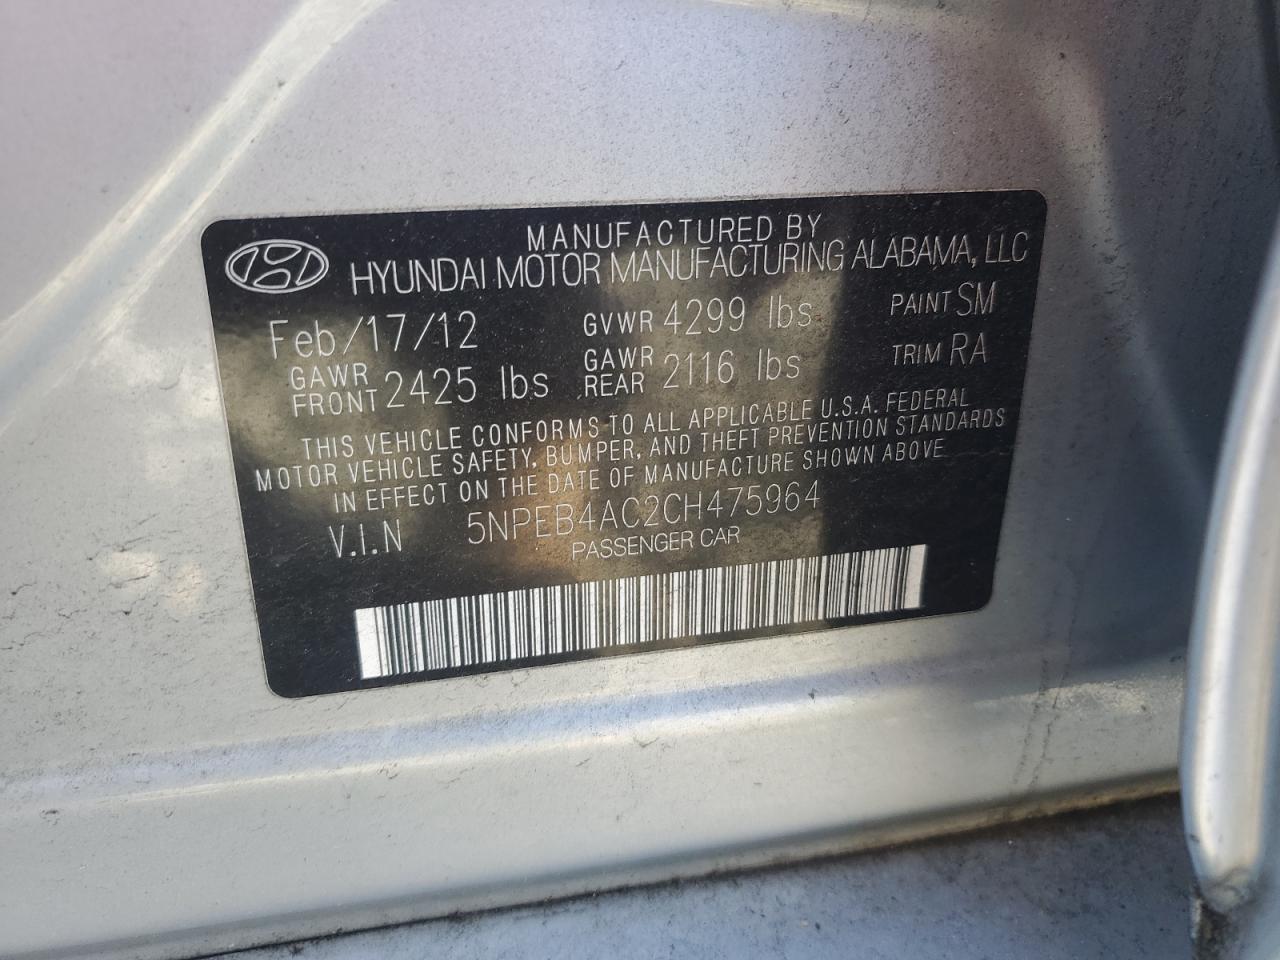 MANUFACTURED BY
HYUNDAI MOTOR MANUFACTURING ALABAMA, LLC
Feb/17/12 GVWR 4299 lbs PAINT SM
GAWR FRONT 2425 lbs GAWR REAR 2116 lbs TRIM RA
THIS VEHICLE CONFORMS TO ALL APPLICABLE U.S.A. FEDERAL
MOTOR VEHICLE SAFETY, BUMPER, AND THEFT PREVENTION STANDARDS
IN EFFECT ON THE DATE OF MANUFACTURE SHOWN ABOVE.
V.I.N 5NPEB4AC2CH475964
PASSENGER CAR